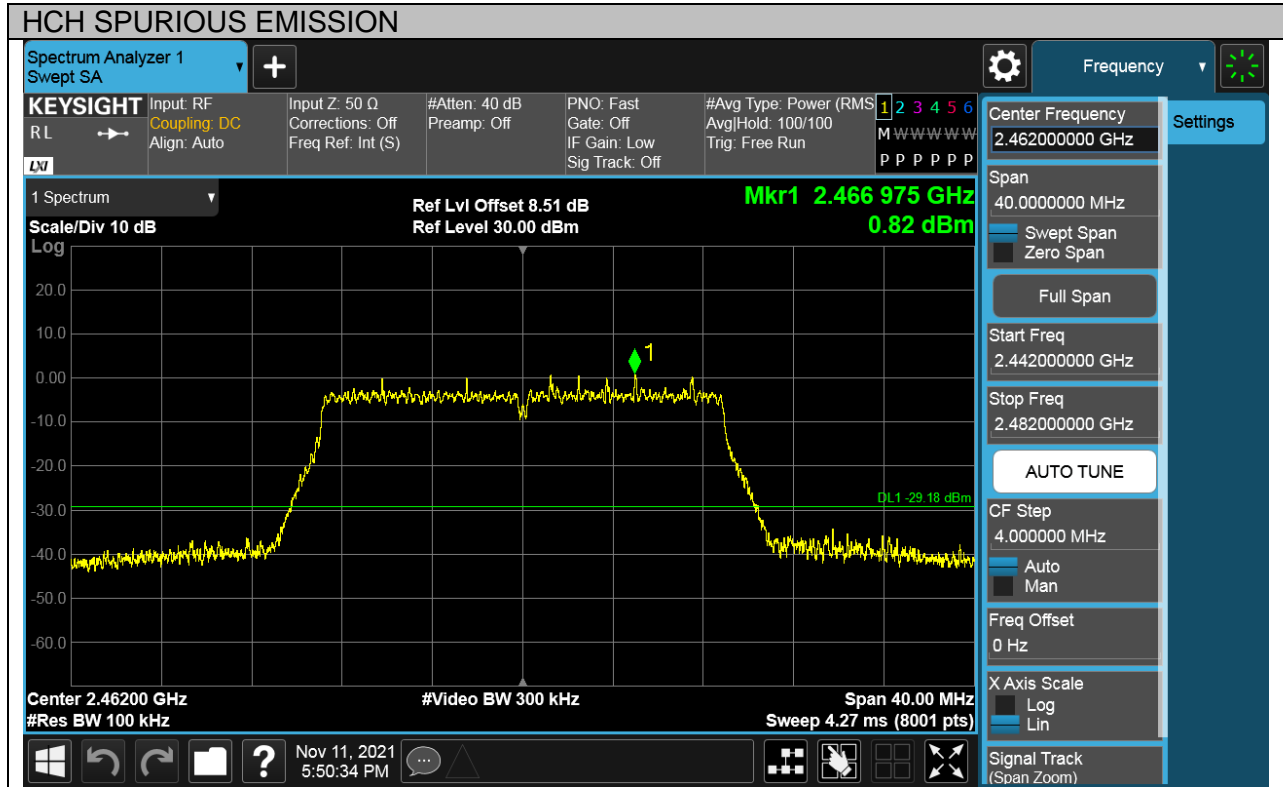 HCH SPURIOUS EMISSION
Spectrum Analyzer 1
Swept SA
Frequency
KEYSIGHT
R L
LXI
Input: RF
Coupling: DC
Align: Auto
Input Z: 50 Ω
Corrections: Off
Freq Ref: Int (S)
#Atten: 40 dB
Preamp: Off
PNO: Fast
Gate: Off
IF Gain: Low
Sig Track: Off
#Avg Type: Power (RMS
Avg|Hold: 100/100
Trig: Free Run
1 2 3 4 5 6
M W W W W W
P P P P P P
1 Spectrum
Scale/Div 10 dB
Ref Lvl Offset 8.51 dB
Ref Level 30.00 dBm
Mkr1 2.466 975 GHz
0.82 dBm
Log
20.0
10.0
0.00
-10.0
-20.0
-30.0
-40.0
-50.0
-60.0
1
DL1 -29.18 dBm
Center 2.46200 GHz
#Res BW 100 kHz
#Video BW 300 kHz
Span 40.00 MHz
Sweep 4.27 ms (8001 pts)
Nov 11, 2021
5:50:34 PM
Center Frequency
2.462000000 GHz
Settings
Span
40.0000000 MHz
Swept Span
Zero Span
Full Span
Start Freq
2.442000000 GHz
Stop Freq
2.482000000 GHz
AUTO TUNE
CF Step
4.000000 MHz
Auto
Man
Freq Offset
0 Hz
X Axis Scale
Log
Lin
Signal Track
(Span Zoom)